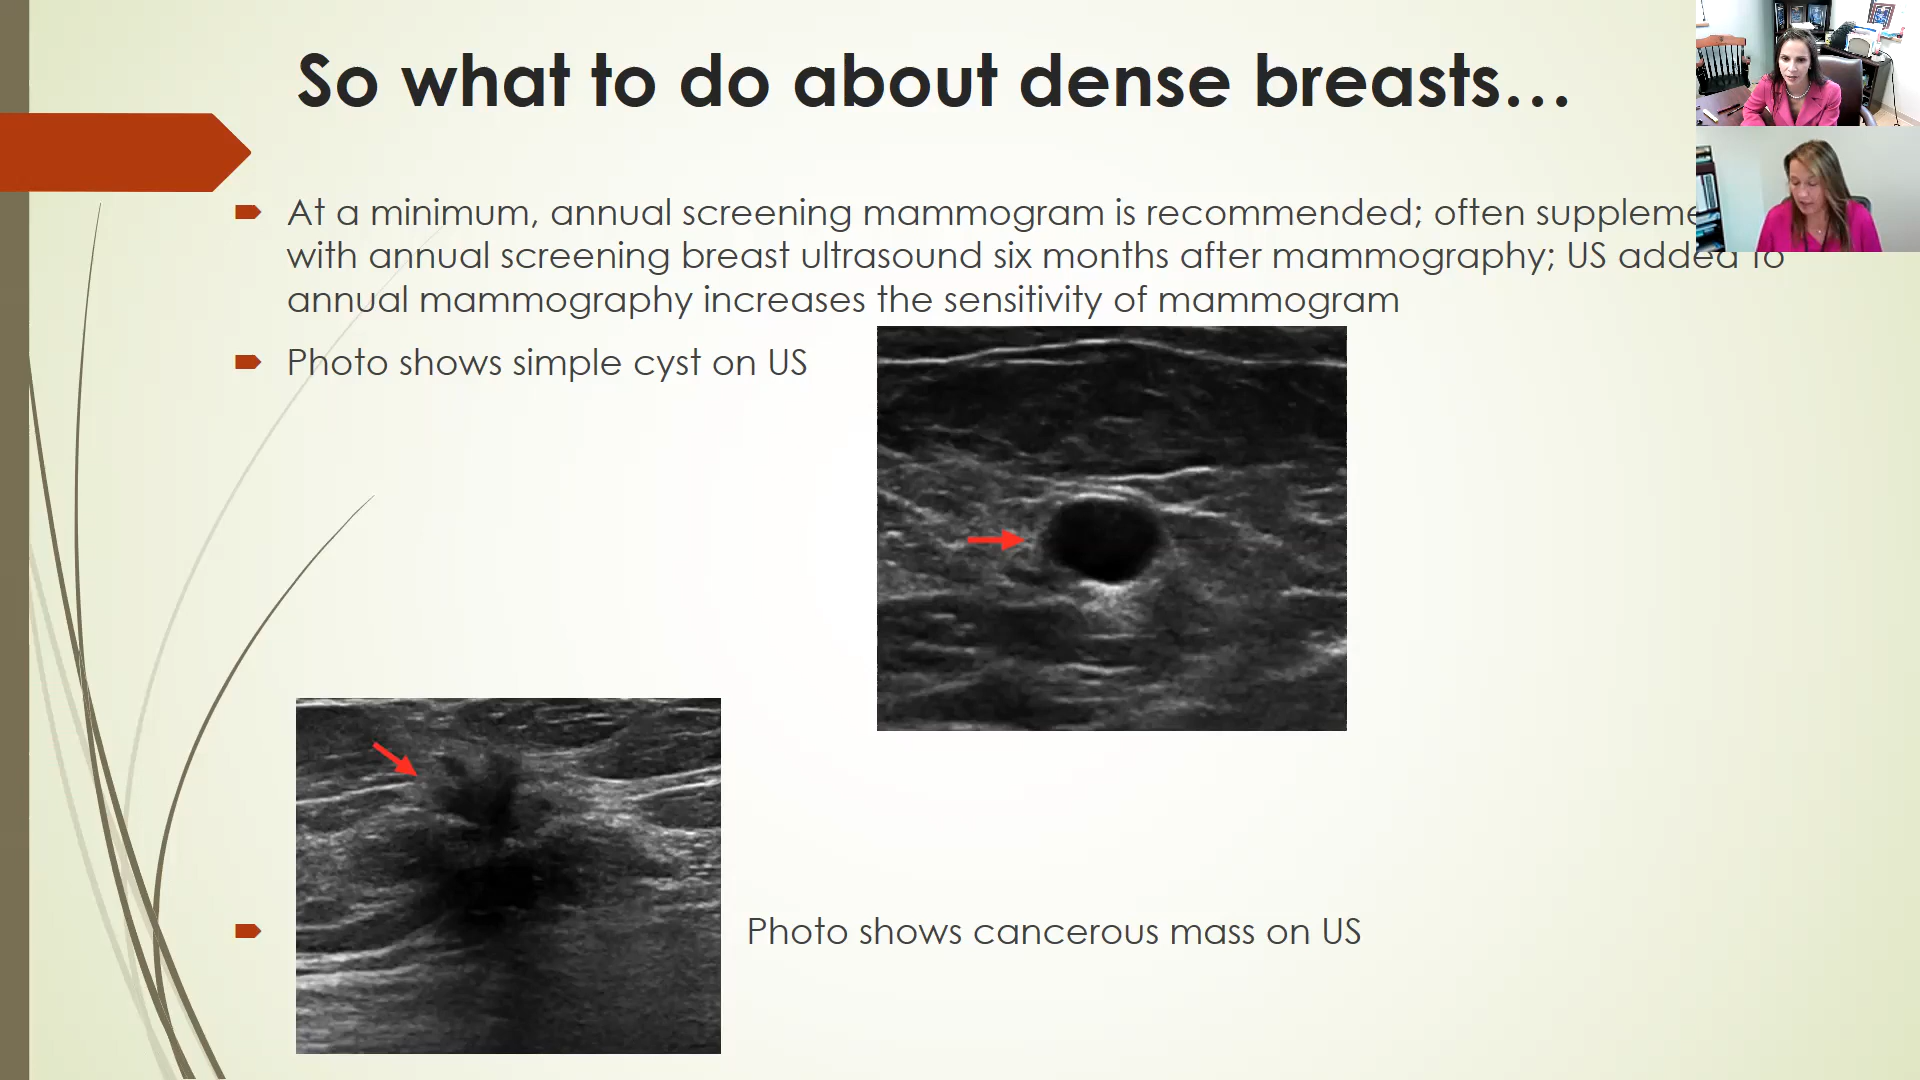 So what to do about dense breasts…
At a minimum, annual screening mammogram is recommended; often
with annual screening breast ultrasound six months after mammography; US added to
annual mammography increases the sensitivity of mammogram
Photo shows simple cyst on US
Photo shows cancerous mass on US